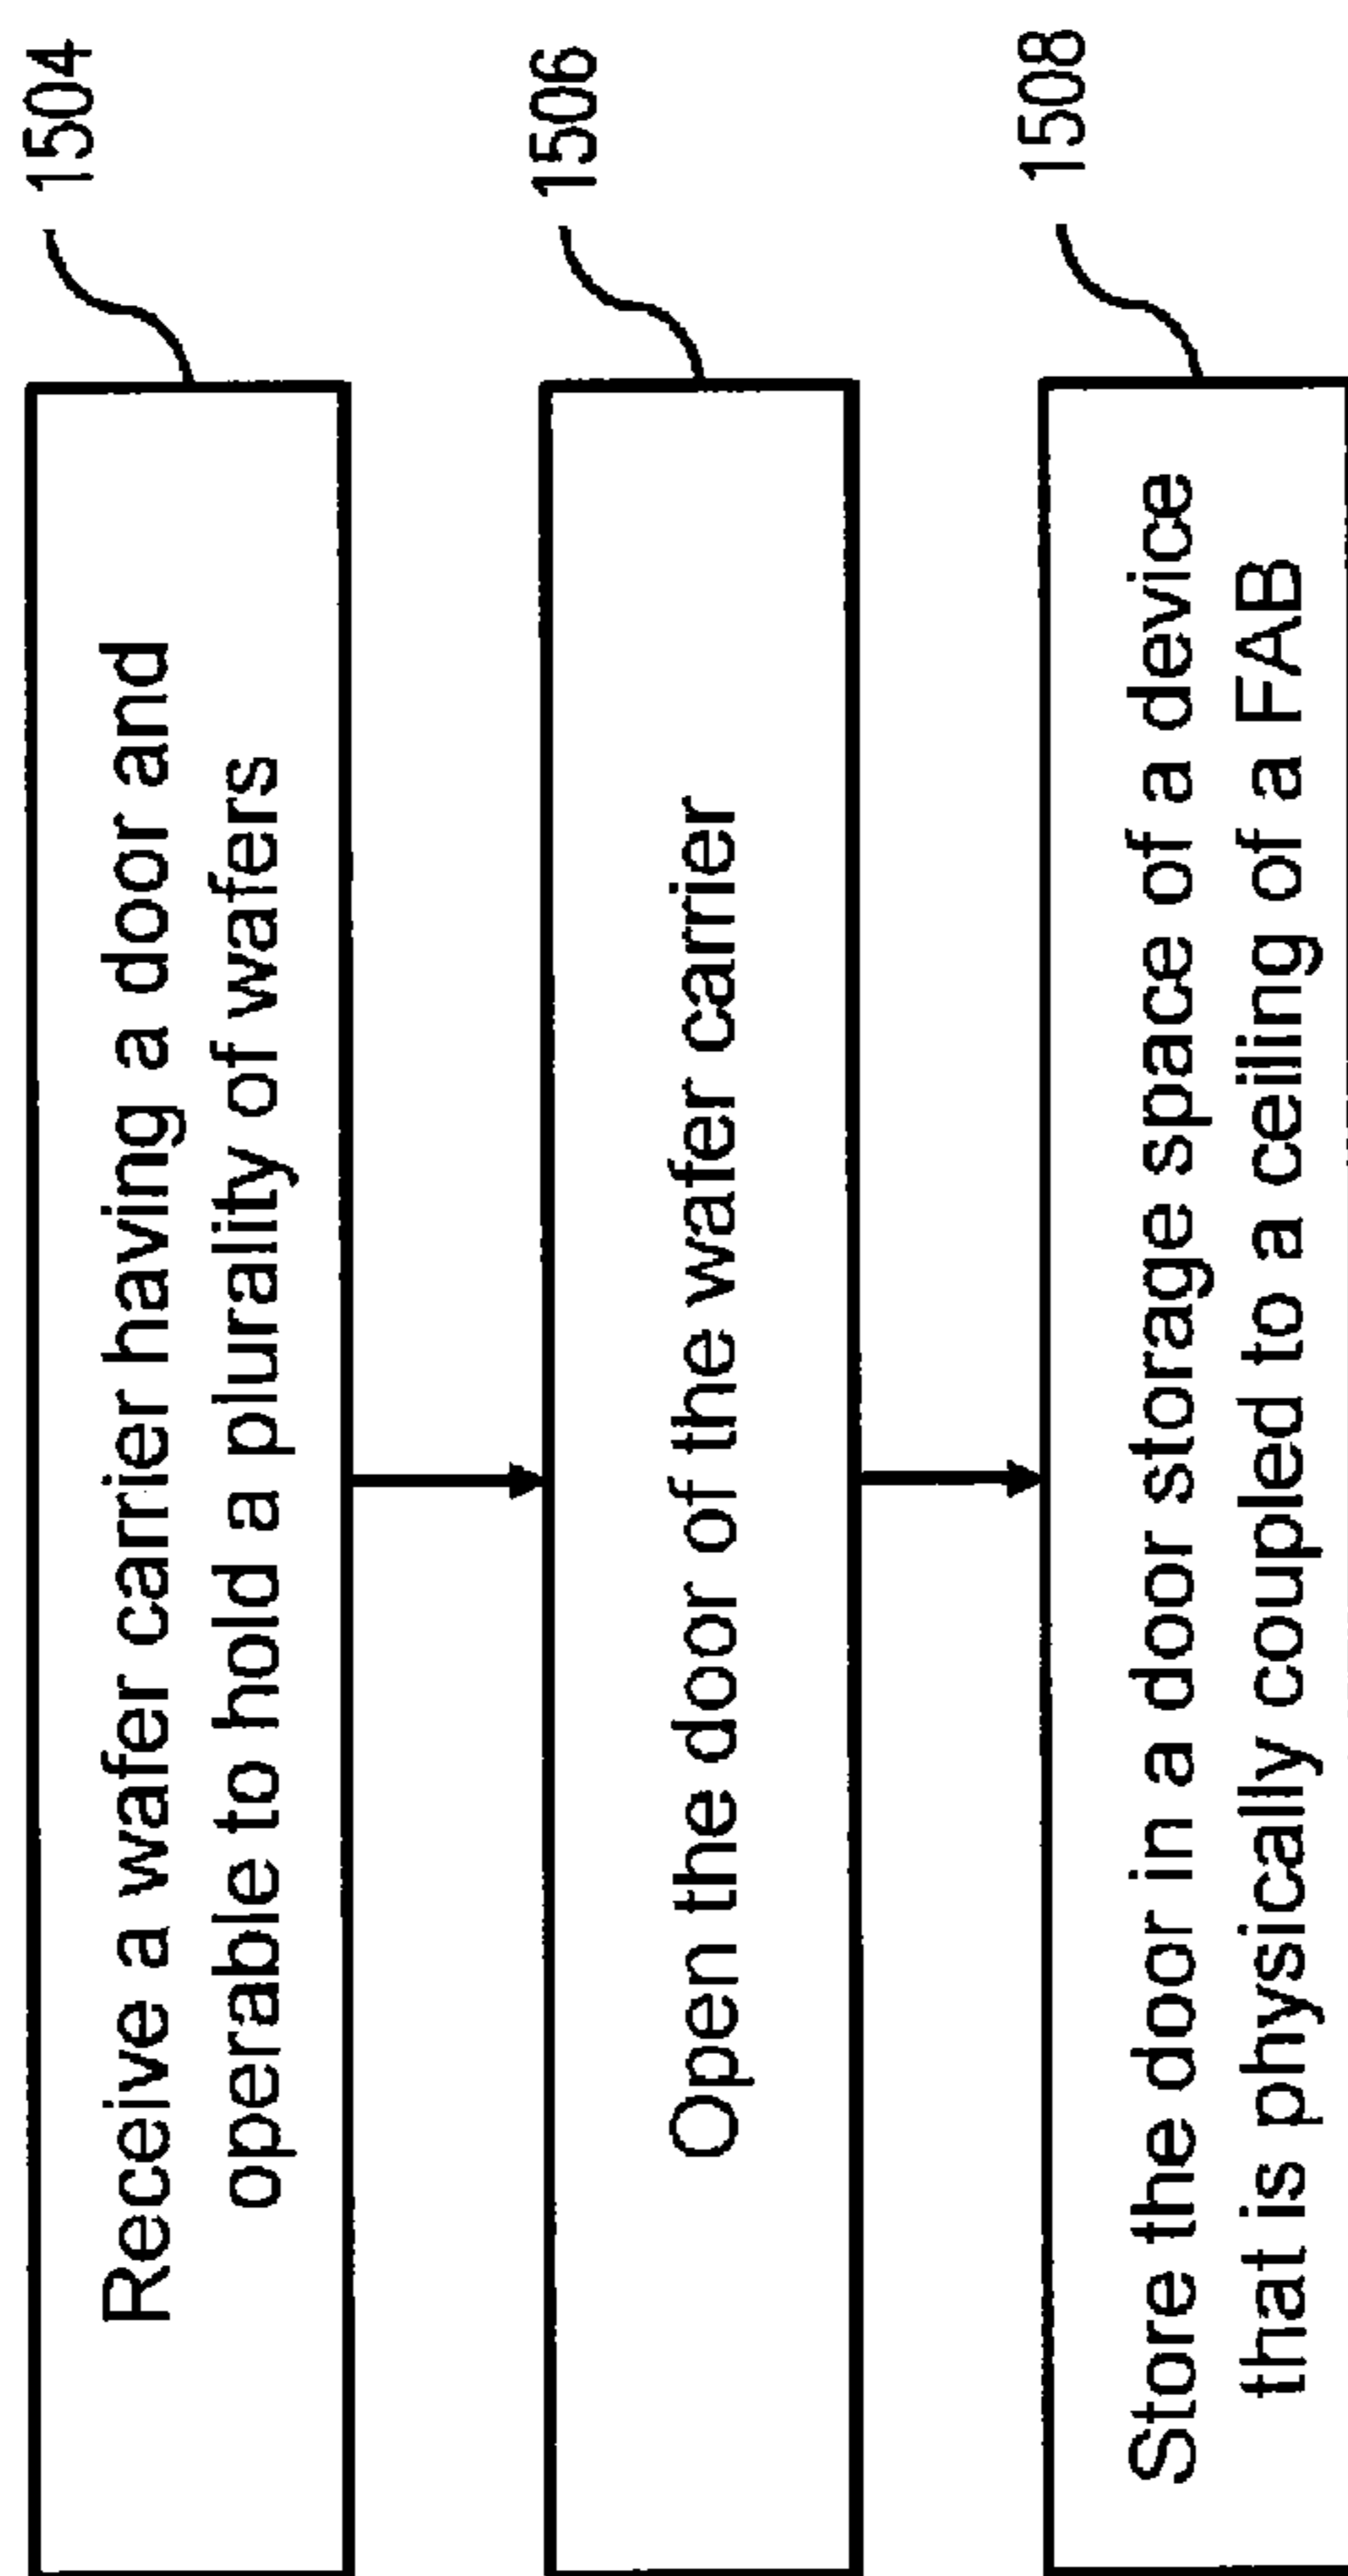 1504
Receive a wafer carrier having a door and
operable to hold a plurality of wafers
1506
Open the door of the wafer carrier
1508
Store the door in a door storage space of a device
that is physically coupled to a ceiling of a FAB